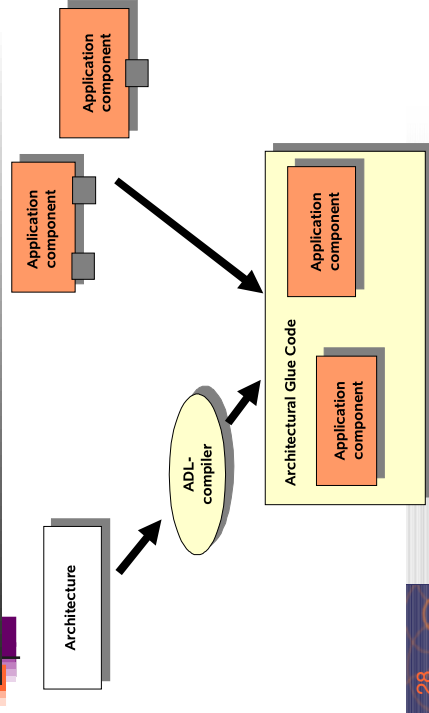 Architecture
ADL-
compiler
Application
component
Application
component
Architectural Glue Code
Application
component
Application
component
28